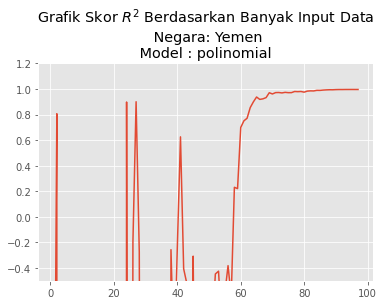 Grafik Skor $R^2$ Berdasarkan Banyak Input Data
Negara: Yemen
Model : polinomial
1.2
1.0
0.8
0.6
0.4
0.2
0.0
−0.2
−0.4
0 20 40 60 80 100